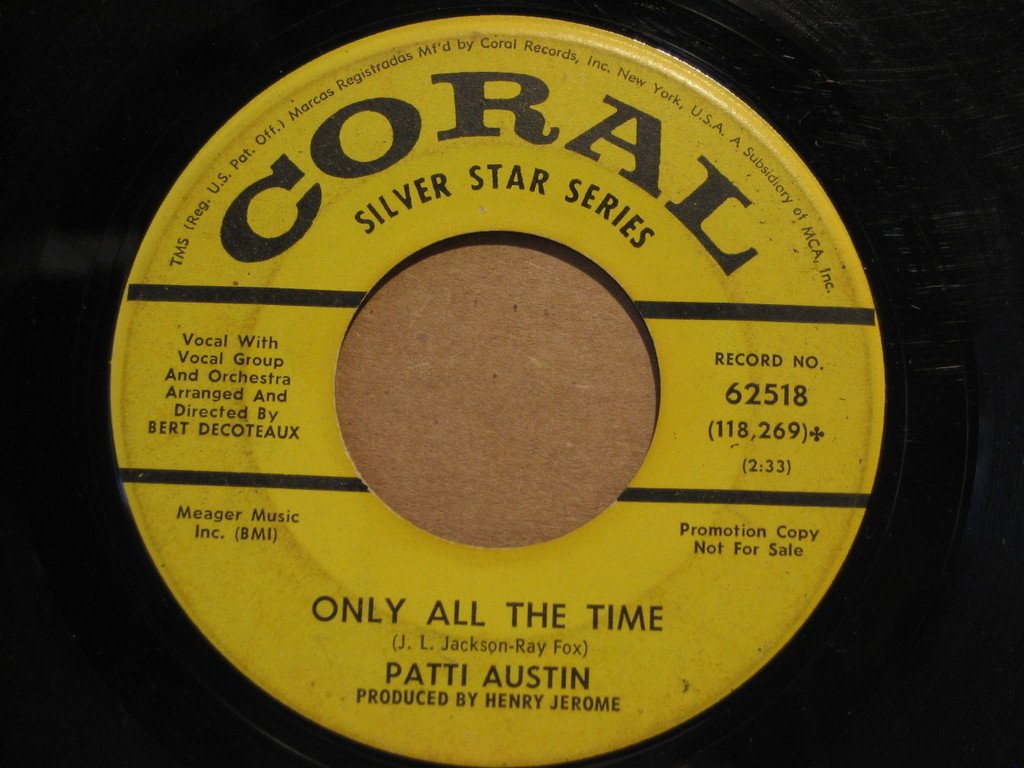 TMS (Reg. U.S. Pat. Off.) Marcas Registradas Mf'd by Coral Records, Inc. New York, U.S.A. A Subsidiary of MCA, Inc.
CORAL
SILVER STAR SERIES
Vocal With
Vocal Group
And Orchestra
Arranged And
Directed By
BERT DECOTEAUX
RECORD NO.
62518
(118,269)✤
(2:33)
Meager Music
Inc. (BMI)
Promotion Copy
Not For Sale
ONLY ALL THE TIME
(J. L. Jackson-Ray Fox)
PATTI AUSTIN
PRODUCED BY HENRY JEROME